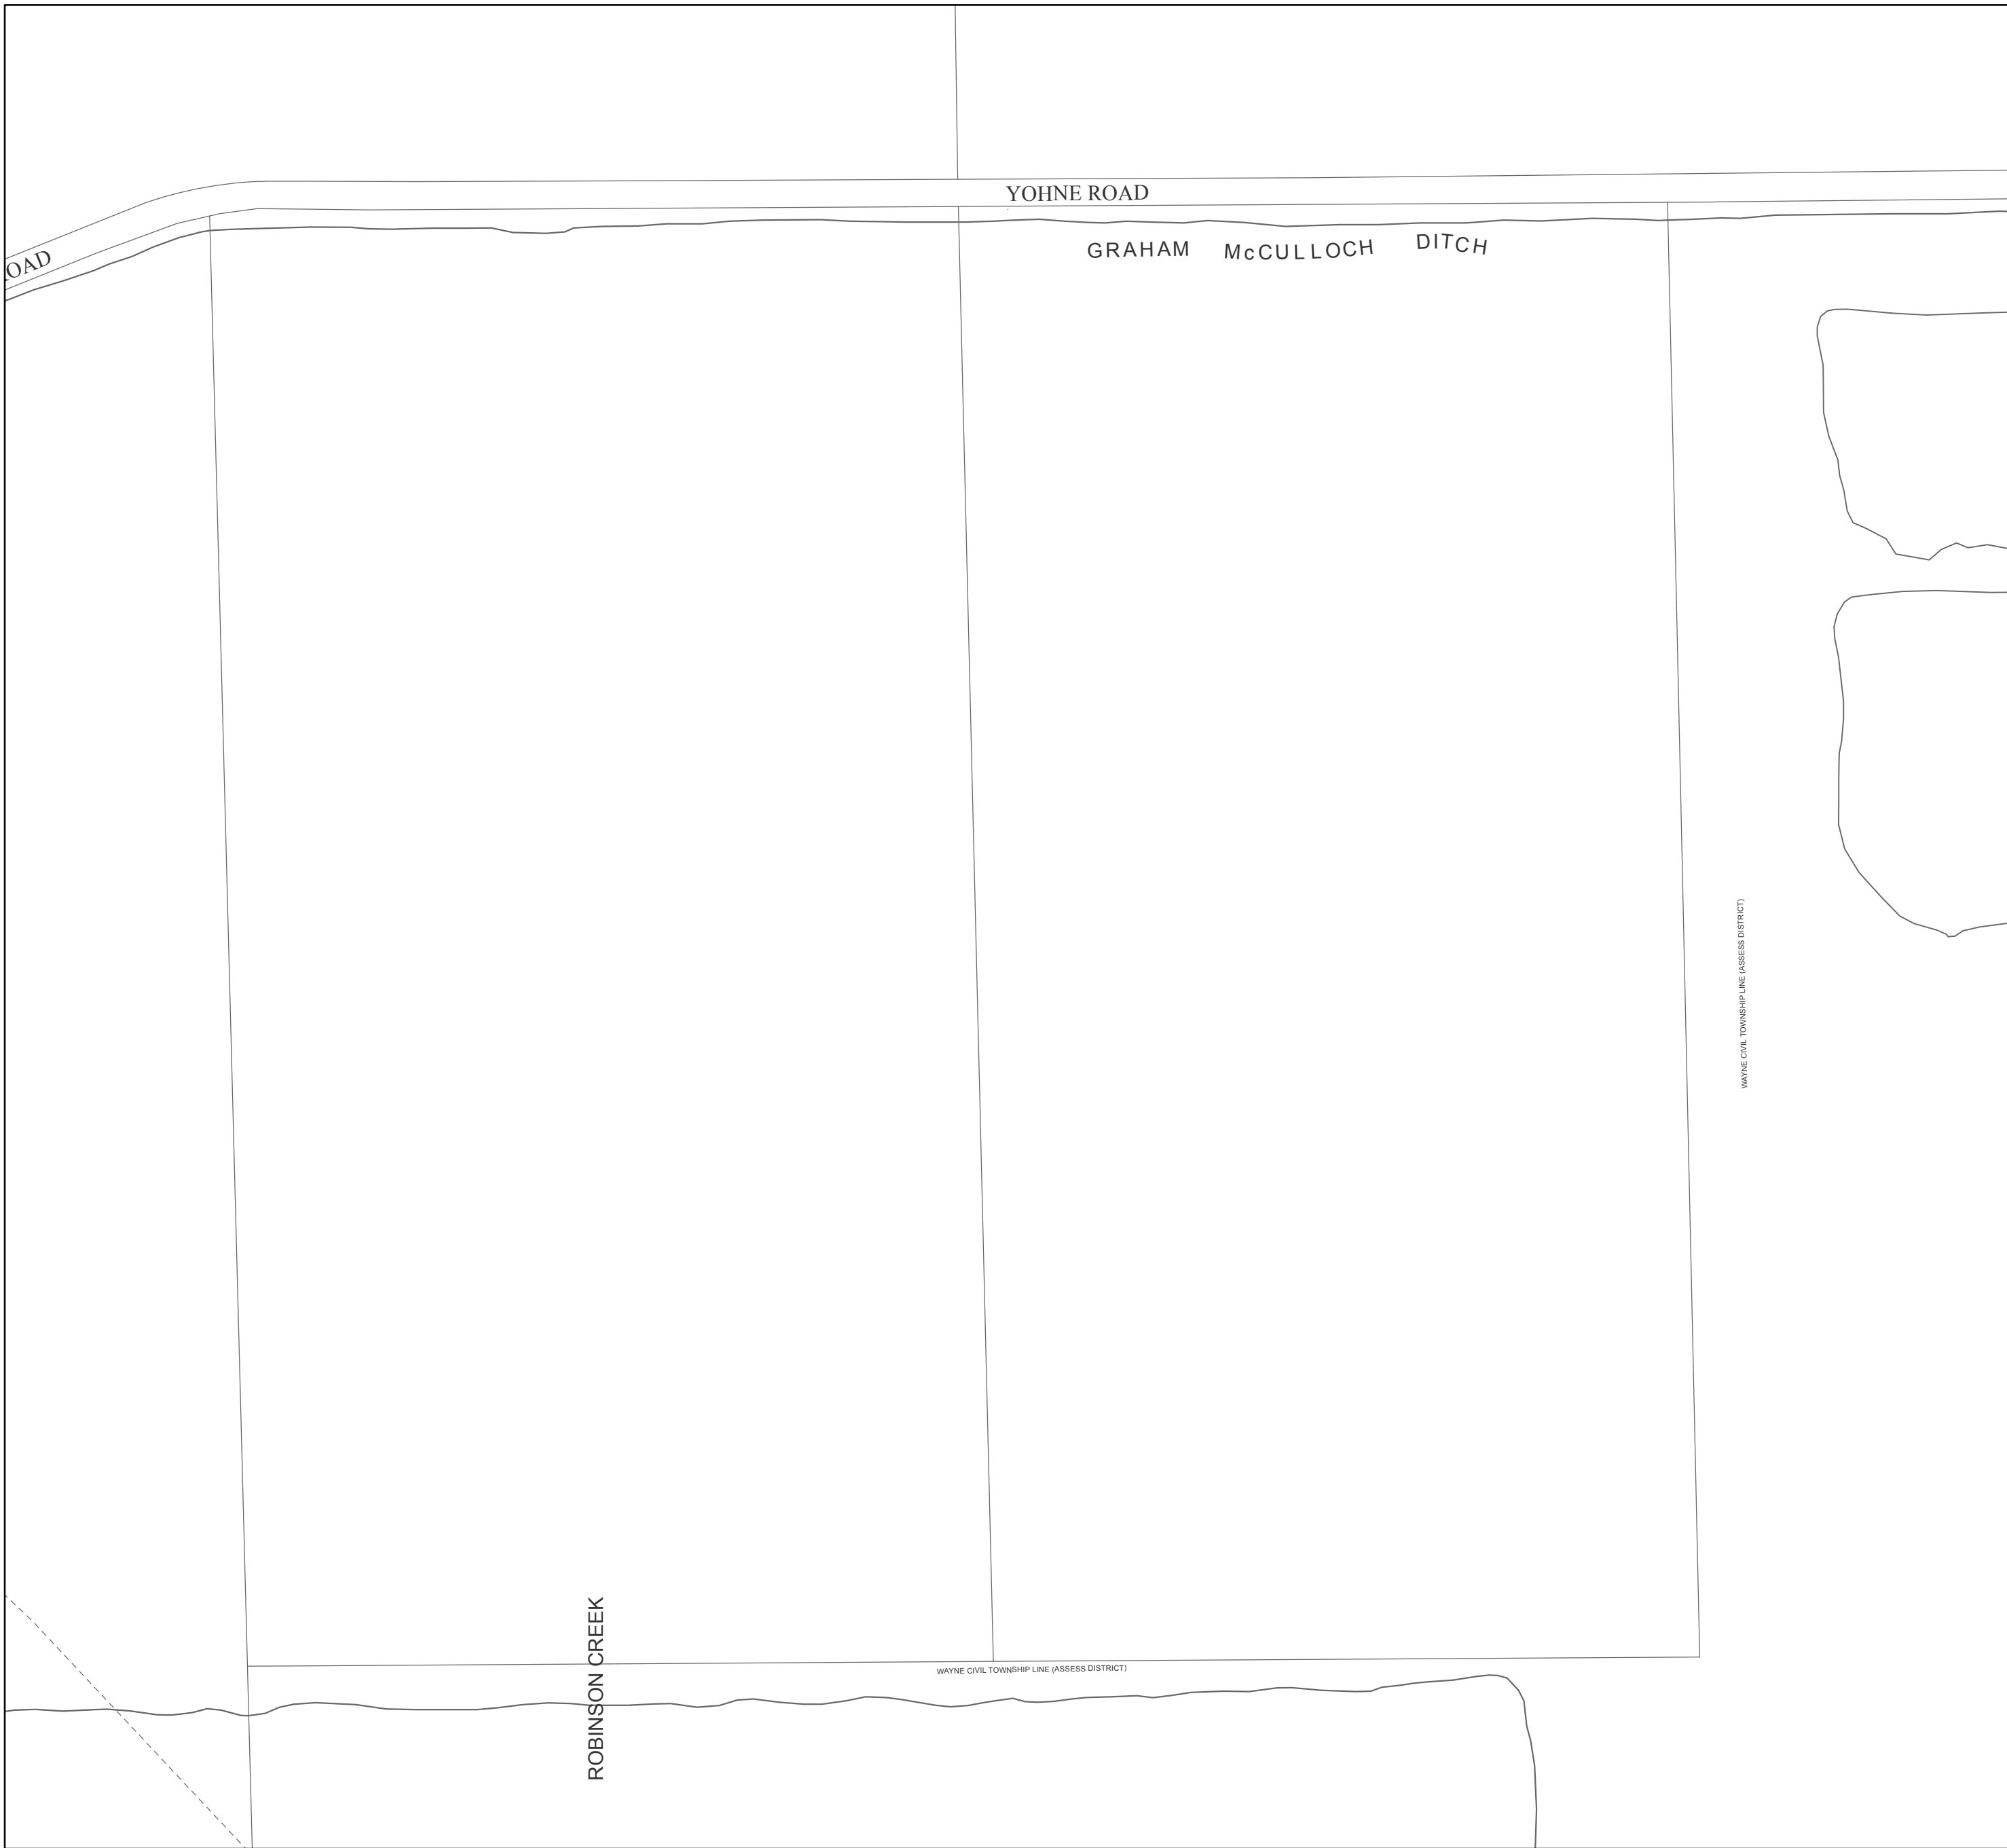 YOHNE ROAD
OAD
GRAHAM McCULLOCH DITCH
WAYNE CIVIL TOWNSHIP LINE (ASSESS DISTRICT)
ROBINSON CREEK
WAYNE CIVIL TOWNSHIP LINE (ASSESS DISTRICT)